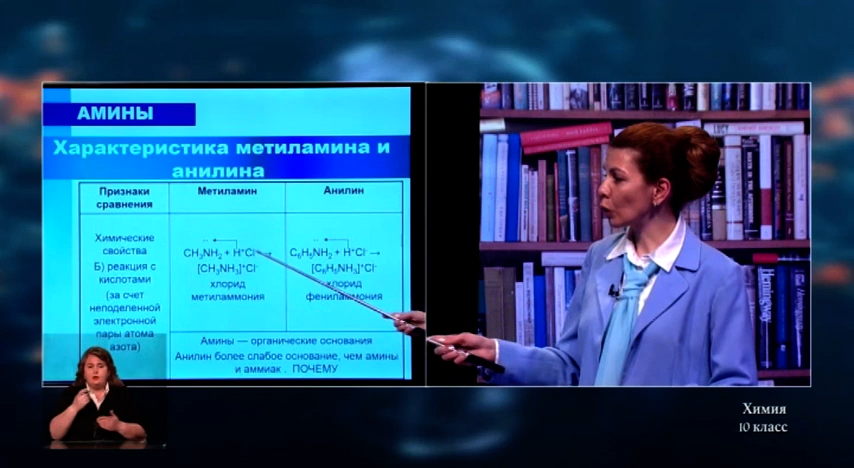 АМИНЫ
Характеристика метиламина и
анилина
Признаки
сравнения
Метиламин
Анилин
Химические
свойства
Б) реакция с
кислотами
(за счет
неподеленной
электронной
пары атома
азота)
CH₃NH₂ + H⁺Cl⁻ →
[CH₃NH₃]⁺Cl⁻
хлорид
метиламмония
C₆H₅NH₂ + H⁺Cl⁻ →
[C₆H₅NH₃]⁺Cl⁻
хлорид
фениламмония
Амины — органические основания
Анилин более слабое основание, чем амины
и аммиак . ПОЧЕМУ
Hemingway
Химия
10 класс